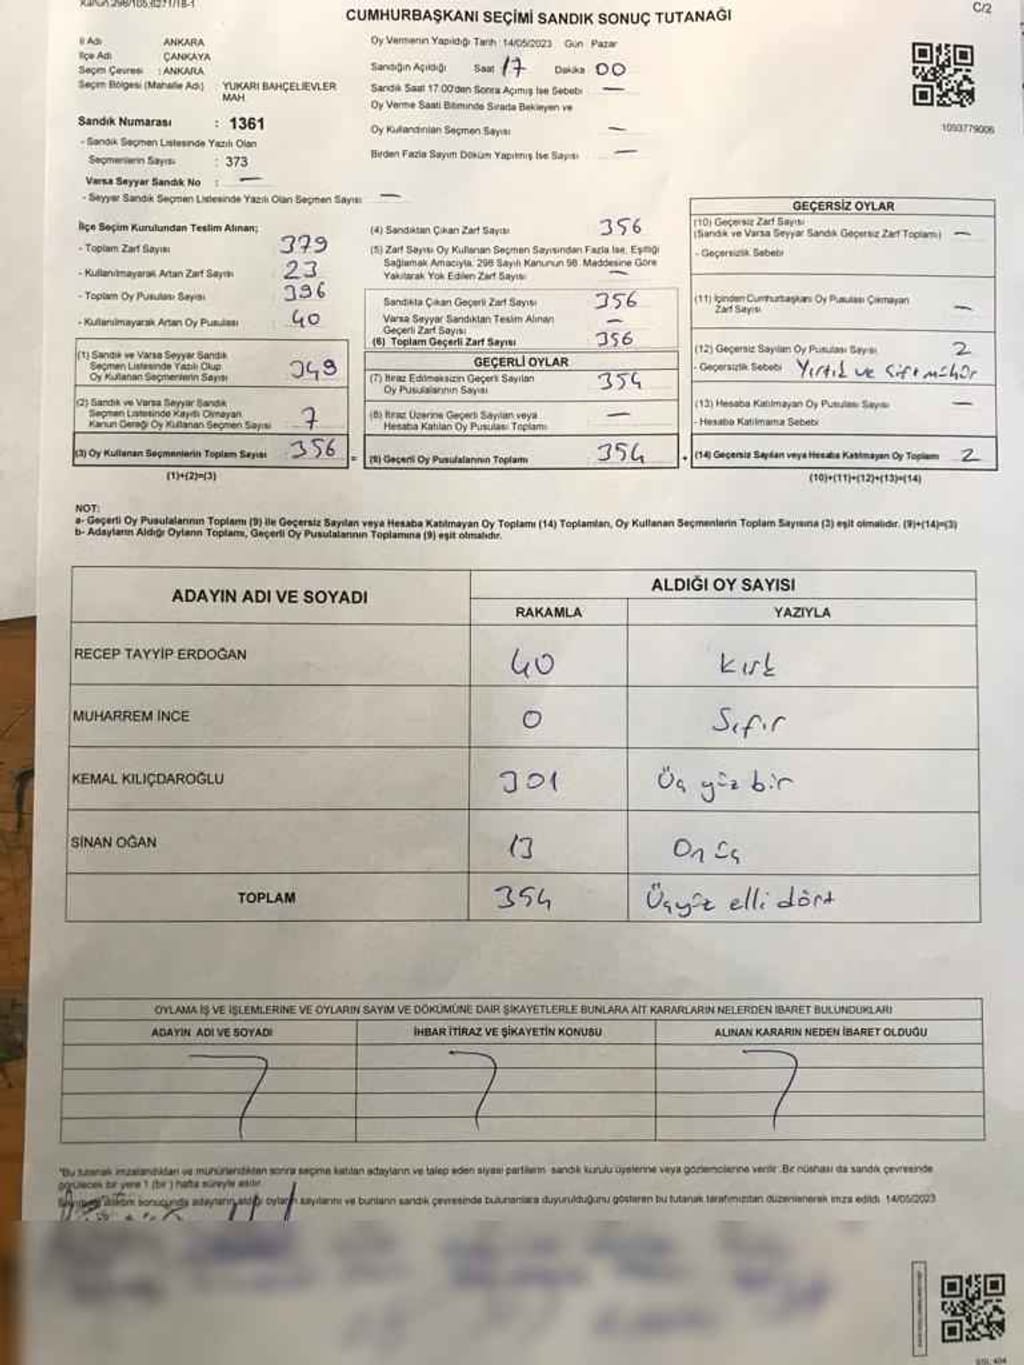 Kanun:298/105,6271/18-1
C/2
CUMHURBAŞKANI SEÇİMİ SANDIK SONUÇ TUTANAĞI
İl Adı ANKARA
İlçe Adı ÇANKAYA
Seçim Çevresi : ANKARA
Seçim Bölgesi (Mahalle Adı) : YUKARI BAHÇELİEVLER
MAH
Sandık Numarası : 1361
- Sandık Seçmen Listesinde Yazılı Olan
Seçmenlerin Sayısı : 373
Varsa Seyyar Sandık No : —
- Seyyar Sandık Seçmen Listesinde Yazılı Olan Seçmen Sayısı —
Oy Vermenin Yapıldığı Tarih : 14/05/2023 Gün Pazar
Sandığın Açıldığı Saat 17 Dakika 00
Sandık Saat 17.00'den Sonra Açımış İse Sebebi —
Oy Verme Saati Bitiminde Sırada Bekleyen ve
Oy Kullandırılan Seçmen Sayısı —
Birden Fazla Sayım Döküm Yapılmış İse Sayısı —
1093779006
İlçe Seçim Kurulundan Teslim Alınan;
- Toplam Zarf Sayısı 379
- Kullanılmayarak Artan Zarf Sayısı 23
- Toplam Oy Pusulası Sayısı 396
- Kullanılmayarak Artan Oy Pusulası 40
(1) Sandık ve Varsa Seyyar Sandık
Seçmen Listesinde Yazılı Olup
Oy Kullanan Seçmenlerin Sayısı 349
(2) Sandık ve Varsa Seyyar Sandık
Seçmen Listesinde Kayıtlı Olmayan
Kanun Gereği Oy Kullanan Seçmen Sayısı 7
(3) Oy Kullanan Seçmenlerin Toplam Sayısı 356 =
(1)+(2)=(3)
(4) Sandıktan Çıkan Zarf Sayısı 356
(5) Zarf Sayısı Oy Kullanan Seçmen Sayısından Fazla İse, Eşitliği
Sağlamak Amacıyla, 298 Sayılı Kanunun 98. Maddesine Göre
Yakılarak Yok Edilen Zarf Sayısı —
Sandıkta Çıkan Geçerli Zarf Sayısı 356
Varsa Seyyar Sandıktan Teslim Alınan
Geçerli Zarf Sayısı —
(6) Toplam Geçerli Zarf Sayısı 356
GEÇERLİ OYLAR
(7) İtiraz Edilmeksizin Geçerli Sayılan
Oy Pusulalarının Sayısı 354
(8) İtiraz Üzerine Geçerli Sayılan veya
Hesaba Katılan Oy Pusulası Toplamı —
(9) Geçerli Oy Pusulalarının Toplamı 354 +
GEÇERSİZ OYLAR
(10) Geçersiz Zarf Sayısı
(Sandık ve Varsa Seyyar Sandık Geçersiz Zarf Toplamı) —
- Geçersizlik Sebebi
(11) İçinden Cumhurbaşkanı Oy Pusulası Çıkmayan
Zarf Sayısı —
(12) Geçersiz Sayılan Oy Pusulası Sayısı 2
- Geçersizlik Sebebi Yırtık ve Çift mühür
(13) Hesaba Katılmayan Oy Pusulası Sayısı —
- Hesaba Katılmama Sebebi
(14) Geçersiz Sayılan veya Hesaba Katılmayan Oy Toplamı 2
(10)+(11)+(12)+(13)=(14)
NOT:
a- Geçerli Oy Pusulalarının Toplamı (9) ile Geçersiz Sayılan veya Hesaba Katılmayan Oy Toplamı (14) Toplamları, Oy Kullanan Seçmenlerin Toplam Sayısına (3) eşit olmalıdır. (9)+(14)=(3)
b- Adayların Aldığı Oyların Toplamı, Geçerli Oy Pusulalarının Toplamına (9) eşit olmalıdır.
ADAYIN ADI VE SOYADI ALDIĞI OY SAYISI
RAKAMLA YAZIYLA
RECEP TAYYİP ERDOĞAN 40 Kırk
MUHARREM İNCE 0 Sıfır
KEMAL KILIÇDAROĞLU 301 Üç yüz bir
SİNAN OĞAN 13 On üç
TOPLAM 354 Üçyüz elli dört
OYLAMA İŞ VE İŞLEMLERİNE VE OYLARIN SAYIM VE DÖKÜMÜNE DAİR ŞİKAYETLERLE BUNLARA AİT KARARLARIN NELERDEN İBARET BULUNDUKLARI
ADAYIN ADI VE SOYADI İHBAR İTİRAZ VE ŞİKAYETİN KONUSU ALINAN KARARIN NEDEN İBARET OLDUĞU
*Bu tutanak imzalandıktan ve mühürlendikten sonra seçime katılan adayların ve talep eden siyasi partilerin sandık kurulu üyelerine veya gözlemcilerine verilir. Bir nüshası da sandık çevresinde
görülecek bir yere 1 (bir) hafta süreyle asılır.
döküm sonucunda adayların aldığı oyların sayılarını ve bunların sandık çevresinde bulunanlara duyurulduğunu gösteren bu tutanak tarafımızdan düzenlenerek imza edildi. 14/05/2023